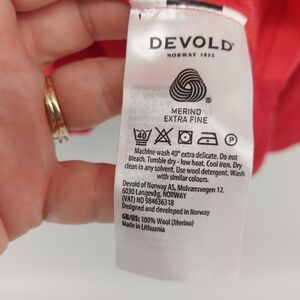 DEVOLD®
NORWAY 1853
MERINO
EXTRA FINE
40 P
Machine wash 40° extra delicate. Do not
bleach. Tumble dry - low heat. Cool iron. Dry
clean in any solvent. Use wool detergent. Wash
with similar colours.
Devold of Norway AS, Molværsvegen 12.
6030 Langevåg, NORWAY
(VAT) NO 984636318
Designed and developed in Norway
GB/US: 100% Wool (Merino)
Made in Lithuania